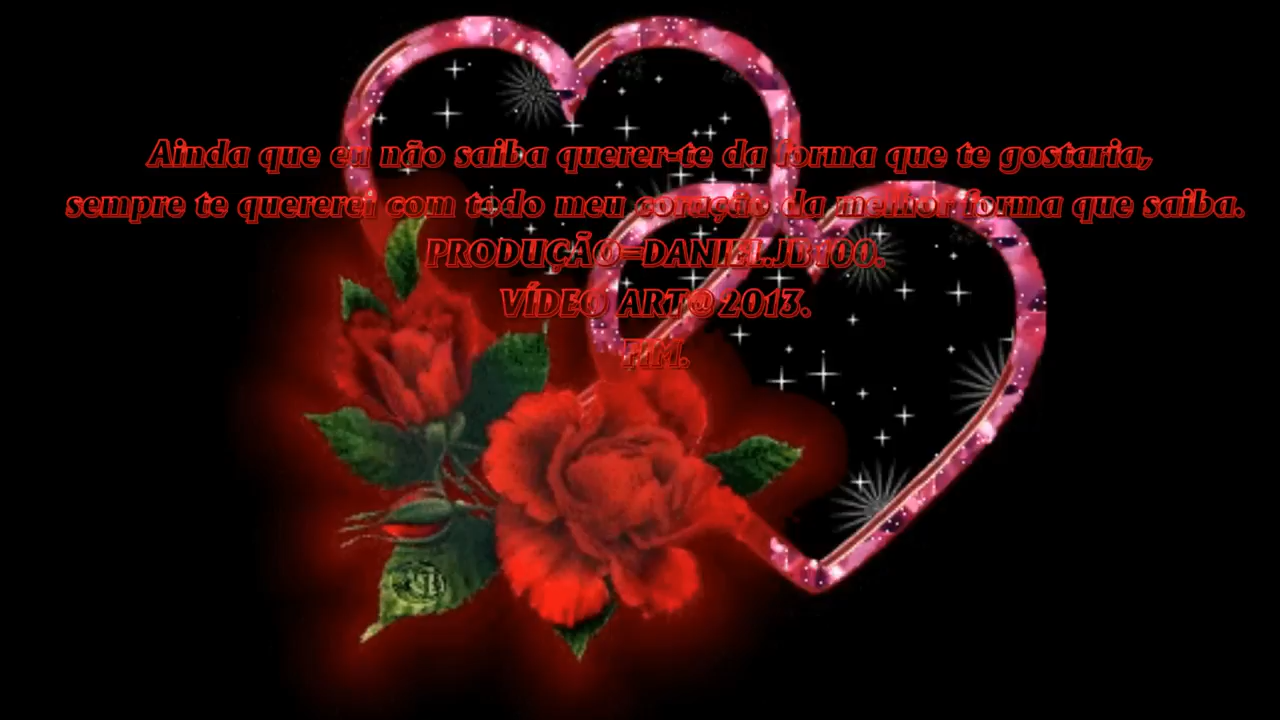 Ainda que eu não saiba querer-te da forma que te gostaria,
sempre te quererei com todo meu coração da melhor forma que saiba.
PRODUÇÃO=DANIEL.JB100.
VÍDEO ART@2013.
FIM.